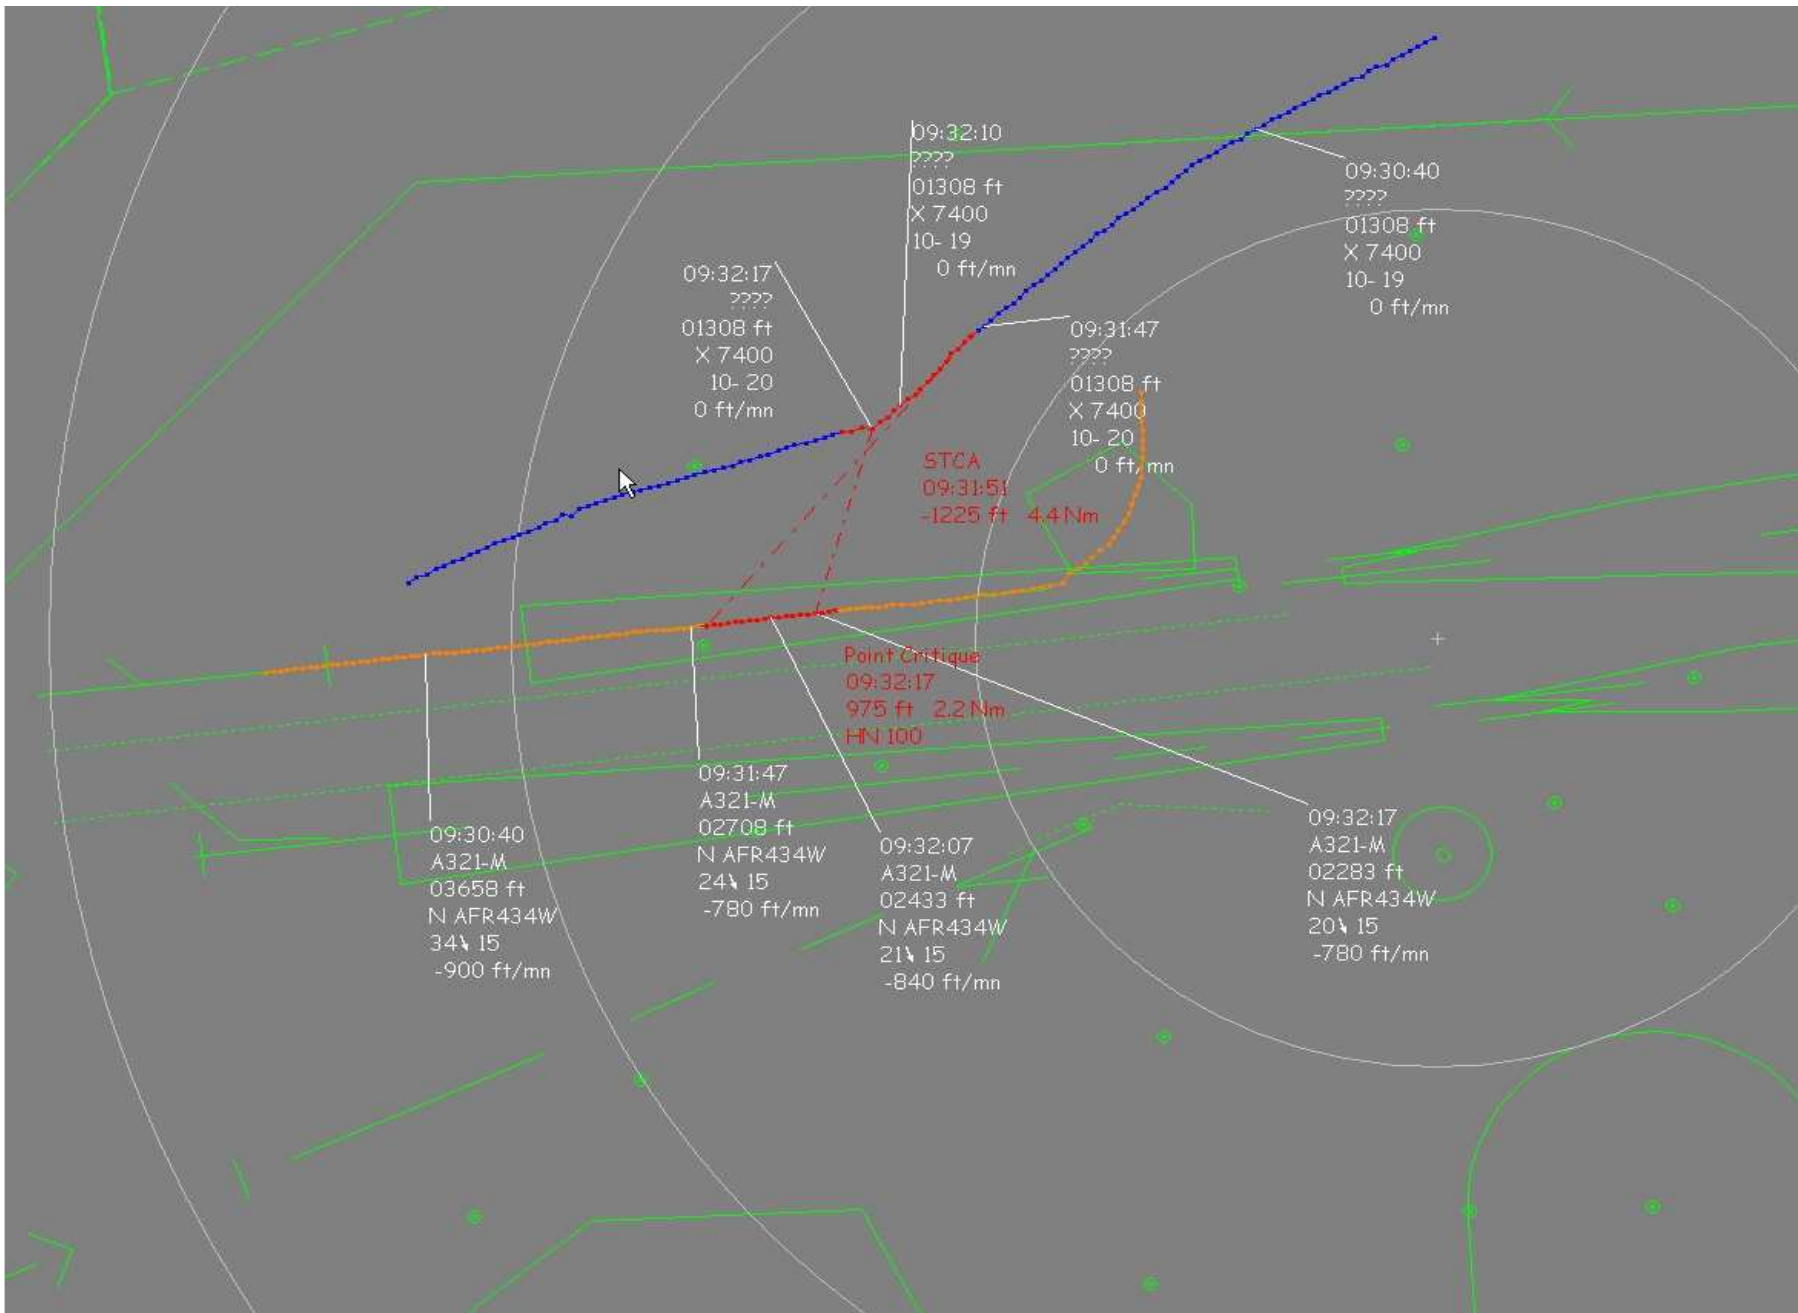 09:32:10
????
01308 ft
X 7400
10- 19
0 ft/mn
09:30:40
????
01308 ft
X 7400
10- 19
0 ft/mn
09:32:17
????
01308 ft
X 7400
10- 20
0 ft/mn
09:31:47
????
01308 ft
X 7400
10- 20
0 ft/mn
STCA
09:31:51
-1225 ft 4.4 Nm
Point Critique
09:32:17
975 ft 2.2 Nm
HN 100
09:30:40
A321-M
03658 ft
N AFR434W
34↘ 15
-900 ft/mn
09:31:47
A321-M
02708 ft
N AFR434W
24↘ 15
-780 ft/mn
09:32:07
A321-M
02433 ft
N AFR434W
21↘ 15
-840 ft/mn
09:32:17
A321-M
02283 ft
N AFR434W
20↘ 15
-780 ft/mn